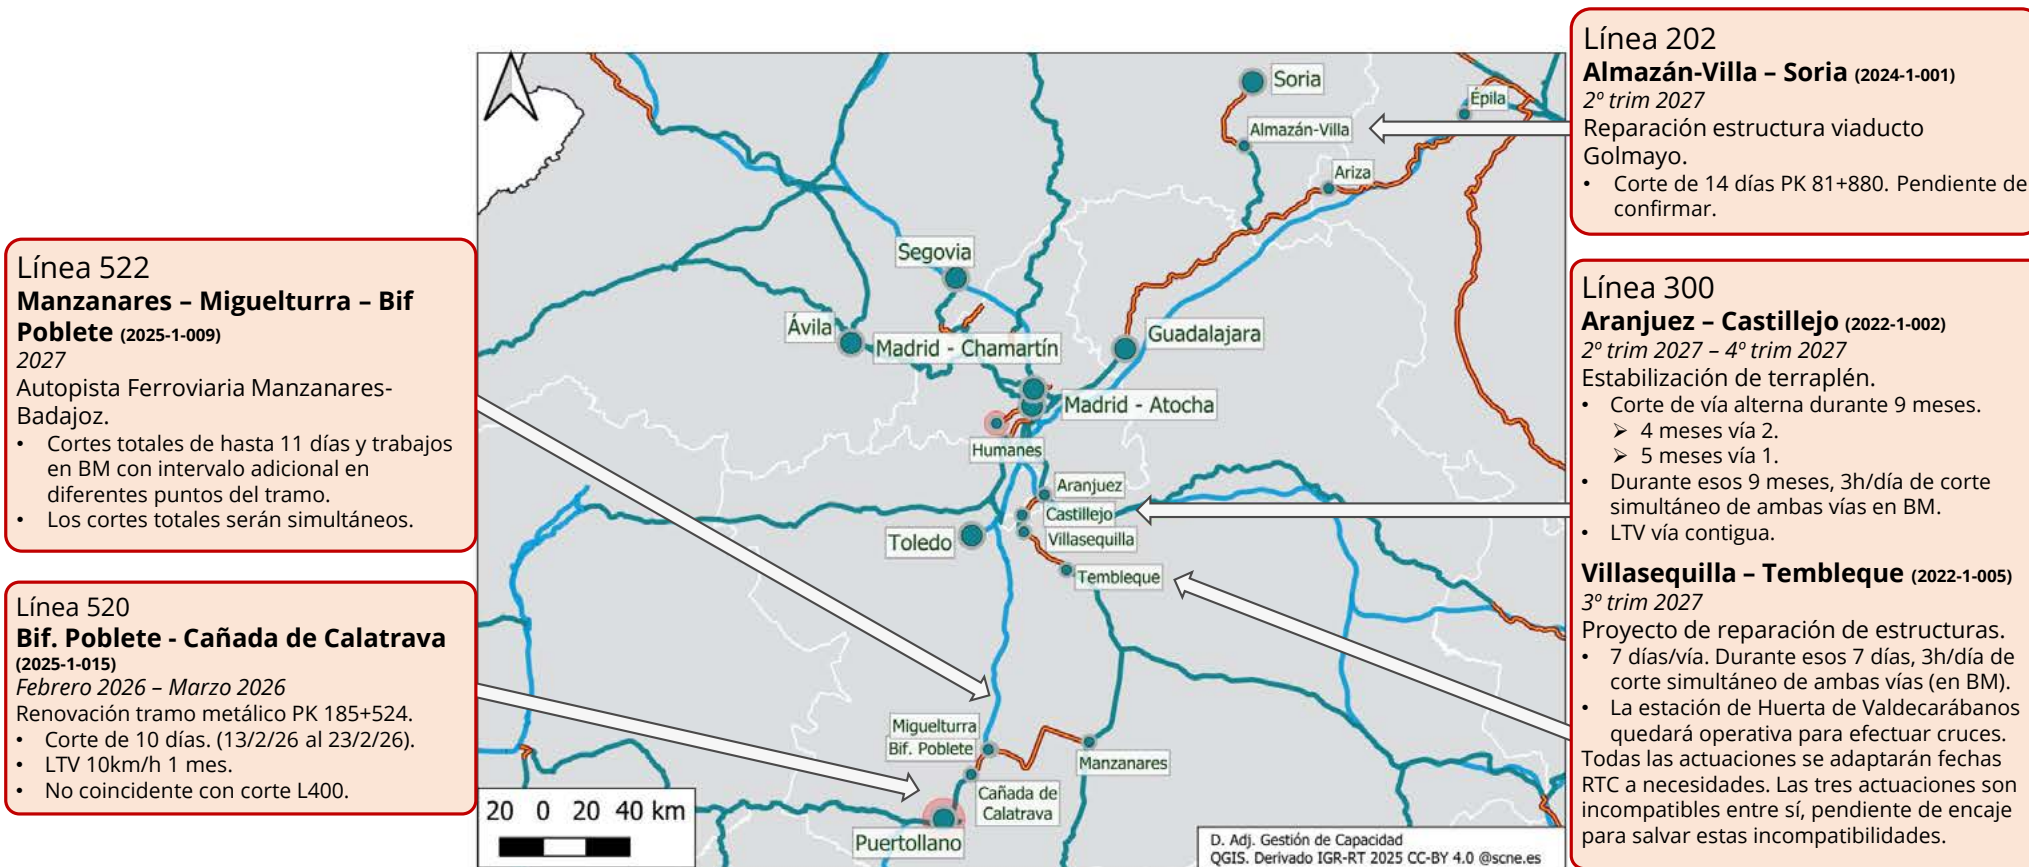 Línea 522
Manzanares – Miguelturra – Bif
Poblete (2025-1-009)
2027
Autopista Ferroviaria Manzanares-
Badajoz.
• Cortes totales de hasta 11 días y trabajos
en BM con intervalo adicional en
diferentes puntos del tramo.
• Los cortes totales serán simultáneos.
Línea 520
Bif. Poblete - Cañada de Calatrava
(2025-1-015)
Febrero 2026 – Marzo 2026
Renovación tramo metálico PK 185+524.
• Corte de 10 días. (13/2/26 al 23/2/26).
• LTV 10km/h 1 mes.
• No coincidente con corte L400.
Soria
Épila
Almazán-Villa
Ariza
Segovia
Ávila
Madrid - Chamartín
Guadalajara
Madrid - Atocha
Humanes
Aranjuez
Castillejo
Villasequilla
Toledo
Tembleque
Miguelturra
Bif. Poblete
Manzanares
Cañada de
Calatrava
Puertollano
20 0 20 40 km
D. Adj. Gestión de Capacidad
QGIS. Derivado IGR-RT 2025 CC-BY 4.0 @scne.es
Línea 202
Almazán-Villa – Soria (2024-1-001)
2º trim 2027
Reparación estructura viaducto
Golmayo.
• Corte de 14 días PK 81+880. Pendiente de
confirmar.
Línea 300
Aranjuez – Castillejo (2022-1-002)
2º trim 2027 – 4º trim 2027
Estabilización de terraplén.
• Corte de vía alterna durante 9 meses.
➢ 4 meses vía 2.
➢ 5 meses vía 1.
• Durante esos 9 meses, 3h/día de corte
simultáneo de ambas vías en BM.
• LTV vía contigua.
Villasequilla – Tembleque (2022-1-005)
3º trim 2027
Proyecto de reparación de estructuras.
• 7 días/vía. Durante esos 7 días, 3h/día de
corte simultáneo de ambas vías (en BM).
• La estación de Huerta de Valdecarábanos
quedará operativa para efectuar cruces.
Todas las actuaciones se adaptarán fechas
RTC a necesidades. Las tres actuaciones son
incompatibles entre sí, pendiente de encaje
para salvar estas incompatibilidades.